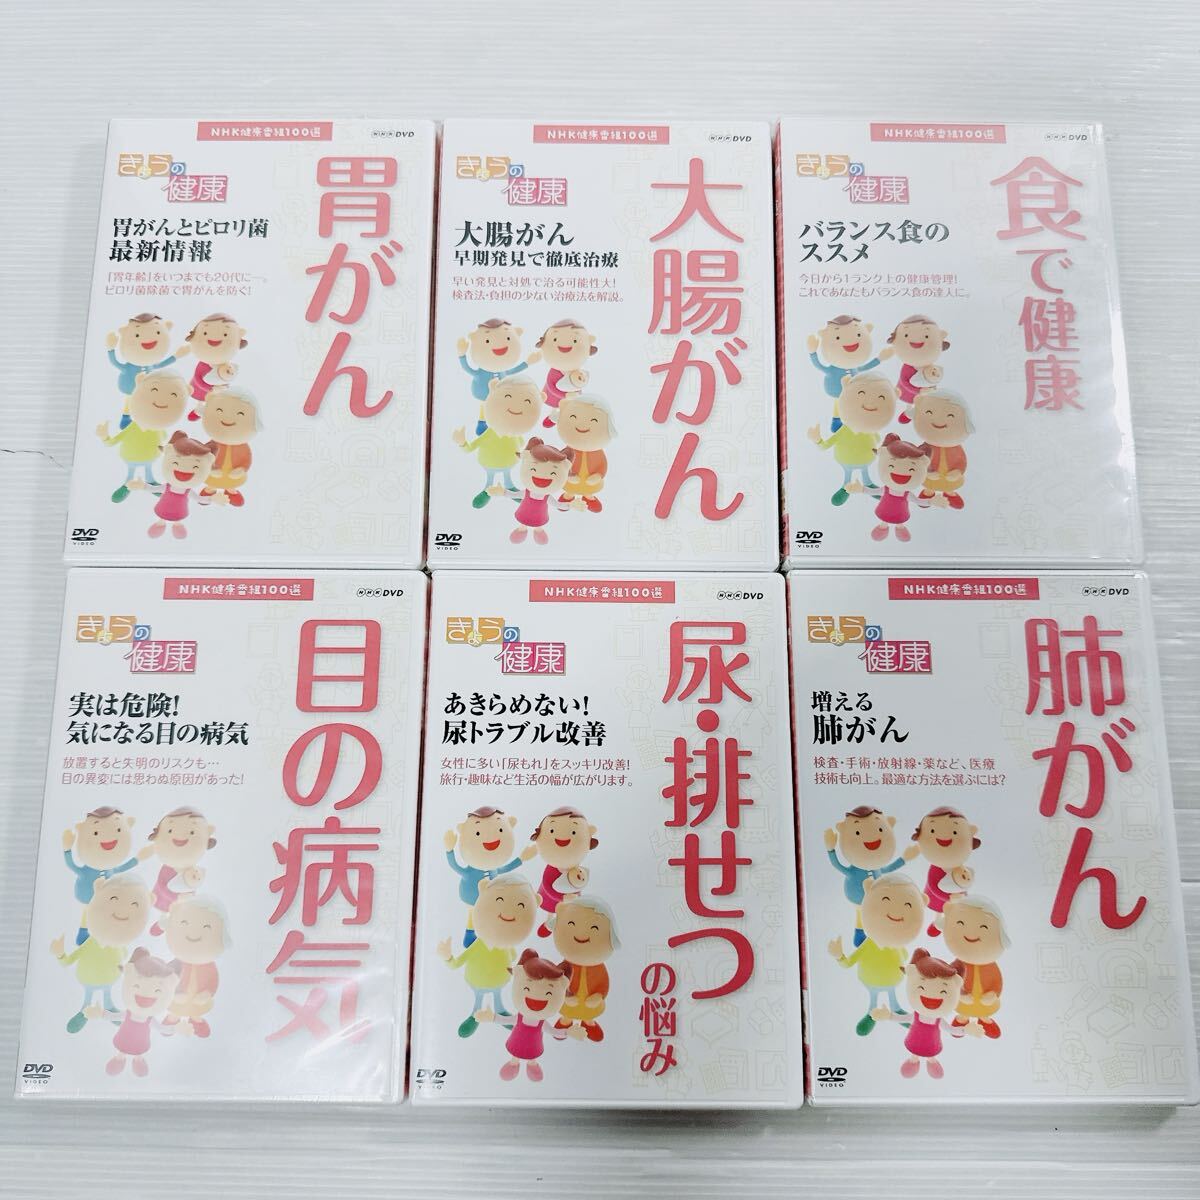 NHK健康番組100選
NHK DVD
きょうの健康
胃がん
胃がんとピロリ菌
最新情報
「胃年齢」をいつまでも20代に―。
ピロリ菌除菌で胃がんを防ぐ!
DVD
VIDEO
NHK健康番組100選
NHK DVD
きょうの健康
大腸がん
大腸がん
早期発見で徹底治療
早い発見と対処で治る可能性大!
検査法・負担の少ない治療法を解説。
DVD
VIDEO
NHK健康番組100選
NHK DVD
きょうの健康
食で健康
バランス食の
ススメ
今日から1ランク上の健康管理!
これであなたもバランス食の達人に。
DVD
VIDEO
NHK健康番組100選
NHK DVD
きょうの健康
目の病気
実は危険!
気になる目の病気
放置すると失明のリスクも…
目の異変には思わぬ原因があった!
DVD
VIDEO
NHK健康番組100選
NHK DVD
きょうの健康
尿・排せつ
の悩み
あきらめない!
尿トラブル改善
女性に多い「尿もれ」をスッキリ改善!
旅行・趣味など生活の幅が広がります。
DVD
VIDEO
NHK健康番組100選
NHK DVD
きょうの健康
肺がん
増える
肺がん
検査・手術・放射線・薬など、医療
技術も向上。最適な方法を選ぶには?
DVD
VIDEO